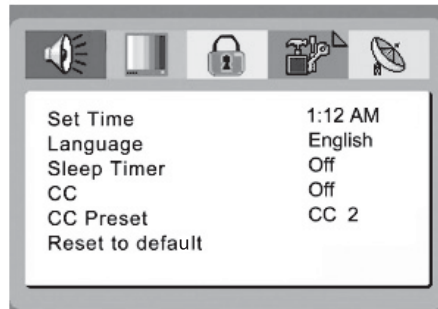 Set Time 1:12 AM
Language English
Sleep Timer Off
CC Off
CC Preset CC 2
Reset to default